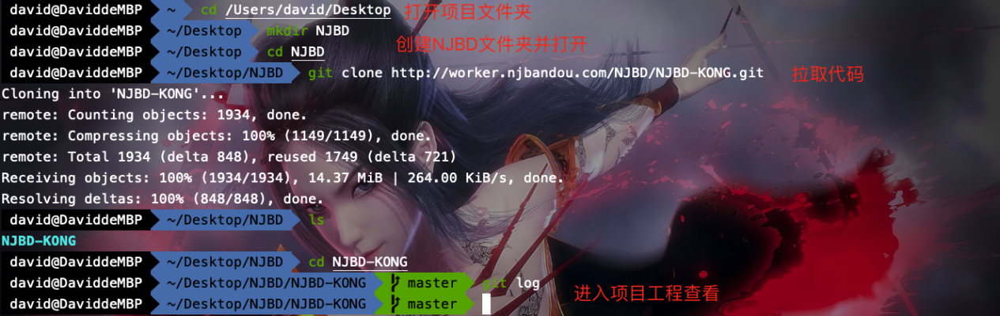 david@DaviddeMBP ~ cd /Users/david/Desktop 打开项目文件夹
david@DaviddeMBP ~/Desktop mkdir NJBD
创建NJBD文件夹并打开
david@DaviddeMBP ~/Desktop cd NJBD
david@DaviddeMBP ~/Desktop/NJBD git clone http://worker.njbandou.com/NJBD/NJBD-KONG.git 拉取代码
Cloning into 'NJBD-KONG'...
remote: Counting objects: 1934, done.
remote: Compressing objects: 100% (1149/1149), done.
remote: Total 1934 (delta 848), reused 1749 (delta 721)
Receiving objects: 100% (1934/1934), 14.37 MiB | 264.00 KiB/s, done.
Resolving deltas: 100% (848/848), done.
david@DaviddeMBP ~/Desktop/NJBD ls
NJBD-KONG
david@DaviddeMBP ~/Desktop/NJBD cd NJBD-KONG
david@DaviddeMBP ~/Desktop/NJBD/NJBD-KONG master git log
进入项目工程查看
david@DaviddeMBP ~/Desktop/NJBD/NJBD-KONG master